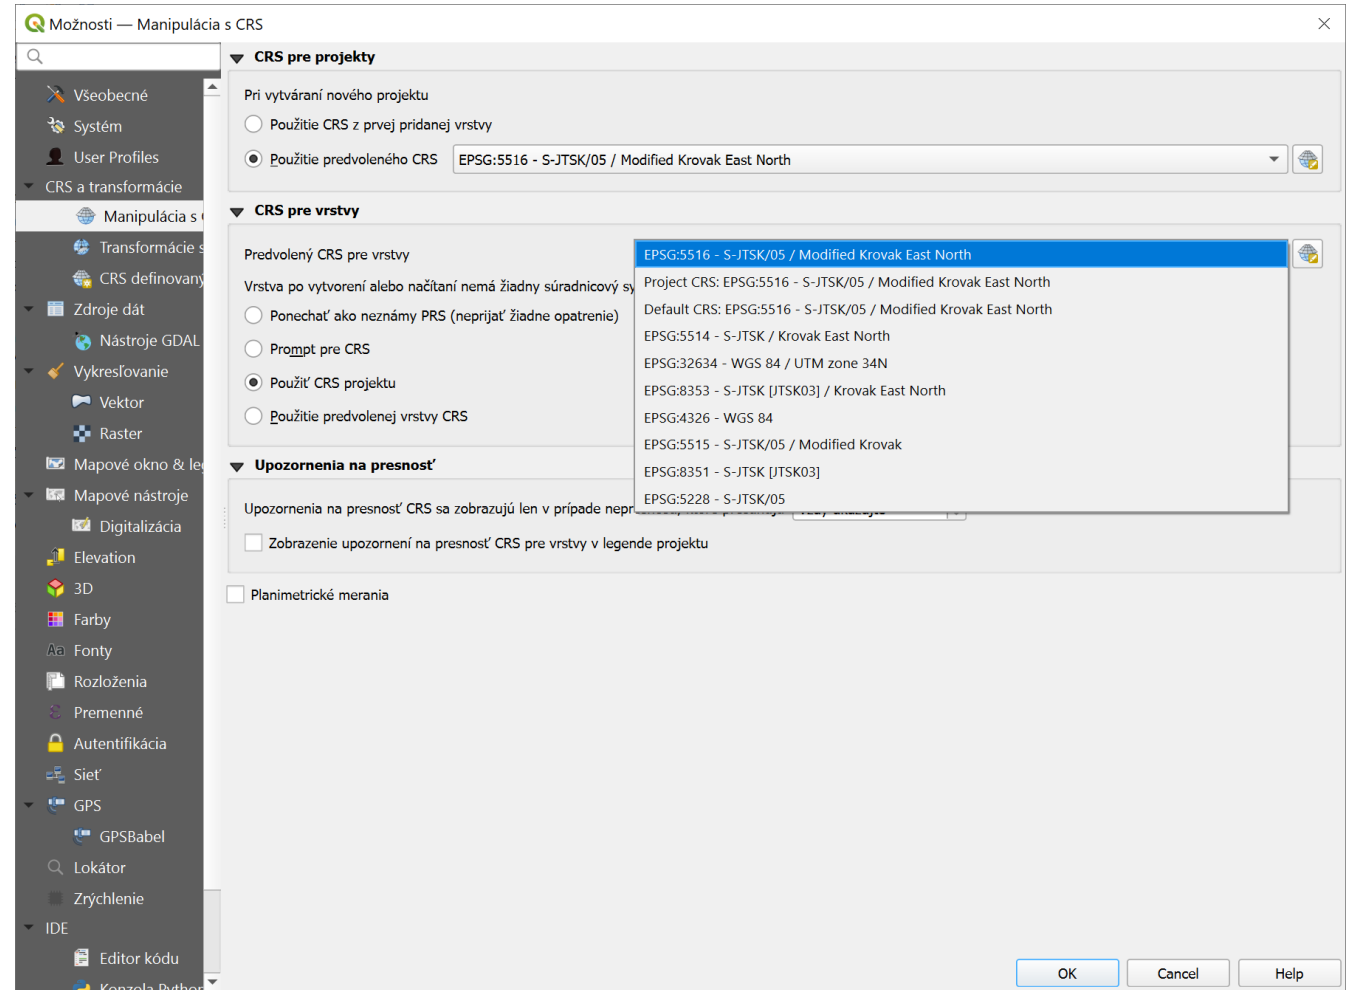 Možnosti — Manipulácia s CRS
Všeobecné
Systém
User Profiles
CRS a transformácie
Manipulácia s
Transformácie s
CRS definovaný
Zdroje dát
Nástroje GDAL
Vykresľovanie
Vektor
Raster
Mapové okno & leg
Mapové nástroje
Digitalizácia
Elevation
3D
Farby
Fonty
Rozloženia
Premenné
Autentifikácia
Sieť
GPS
GPSBabel
Lokátor
Zrýchlenie
IDE
Editor kódu
Konzola Python
CRS pre projekty
Pri vytváraní nového projektu
Použitie CRS z prvej pridanej vrstvy
Použitie predvoleného CRS EPSG:5516 - S-JTSK/05 / Modified Krovak East North
CRS pre vrstvy
Predvolený CRS pre vrstvy
Vrstva po vytvorení alebo načítaní nemá žiadny súradnicový sy
Ponechať ako neznámy PRS (neprijať žiadne opatrenie)
Prompt pre CRS
Použiť CRS projektu
Použitie predvolenej vrstvy CRS
EPSG:5516 - S-JTSK/05 / Modified Krovak East North
Project CRS: EPSG:5516 - S-JTSK/05 / Modified Krovak East North
Default CRS: EPSG:5516 - S-JTSK/05 / Modified Krovak East North
EPSG:5514 - S-JTSK / Krovak East North
EPSG:32634 - WGS 84 / UTM zone 34N
EPSG:8353 - S-JTSK [JTSK03] / Krovak East North
EPSG:4326 - WGS 84
EPSG:5515 - S-JTSK/05 / Modified Krovak
EPSG:8351 - S-JTSK [JTSK03]
EPSG:5228 - S-JTSK/05
Upozornenia na presnosť
Upozornenia na presnosť CRS sa zobrazujú len v prípade
Zobrazenie upozornení na presnosť CRS pre vrstvy v legende projektu
Planimetrické merania
OK
Cancel
Help